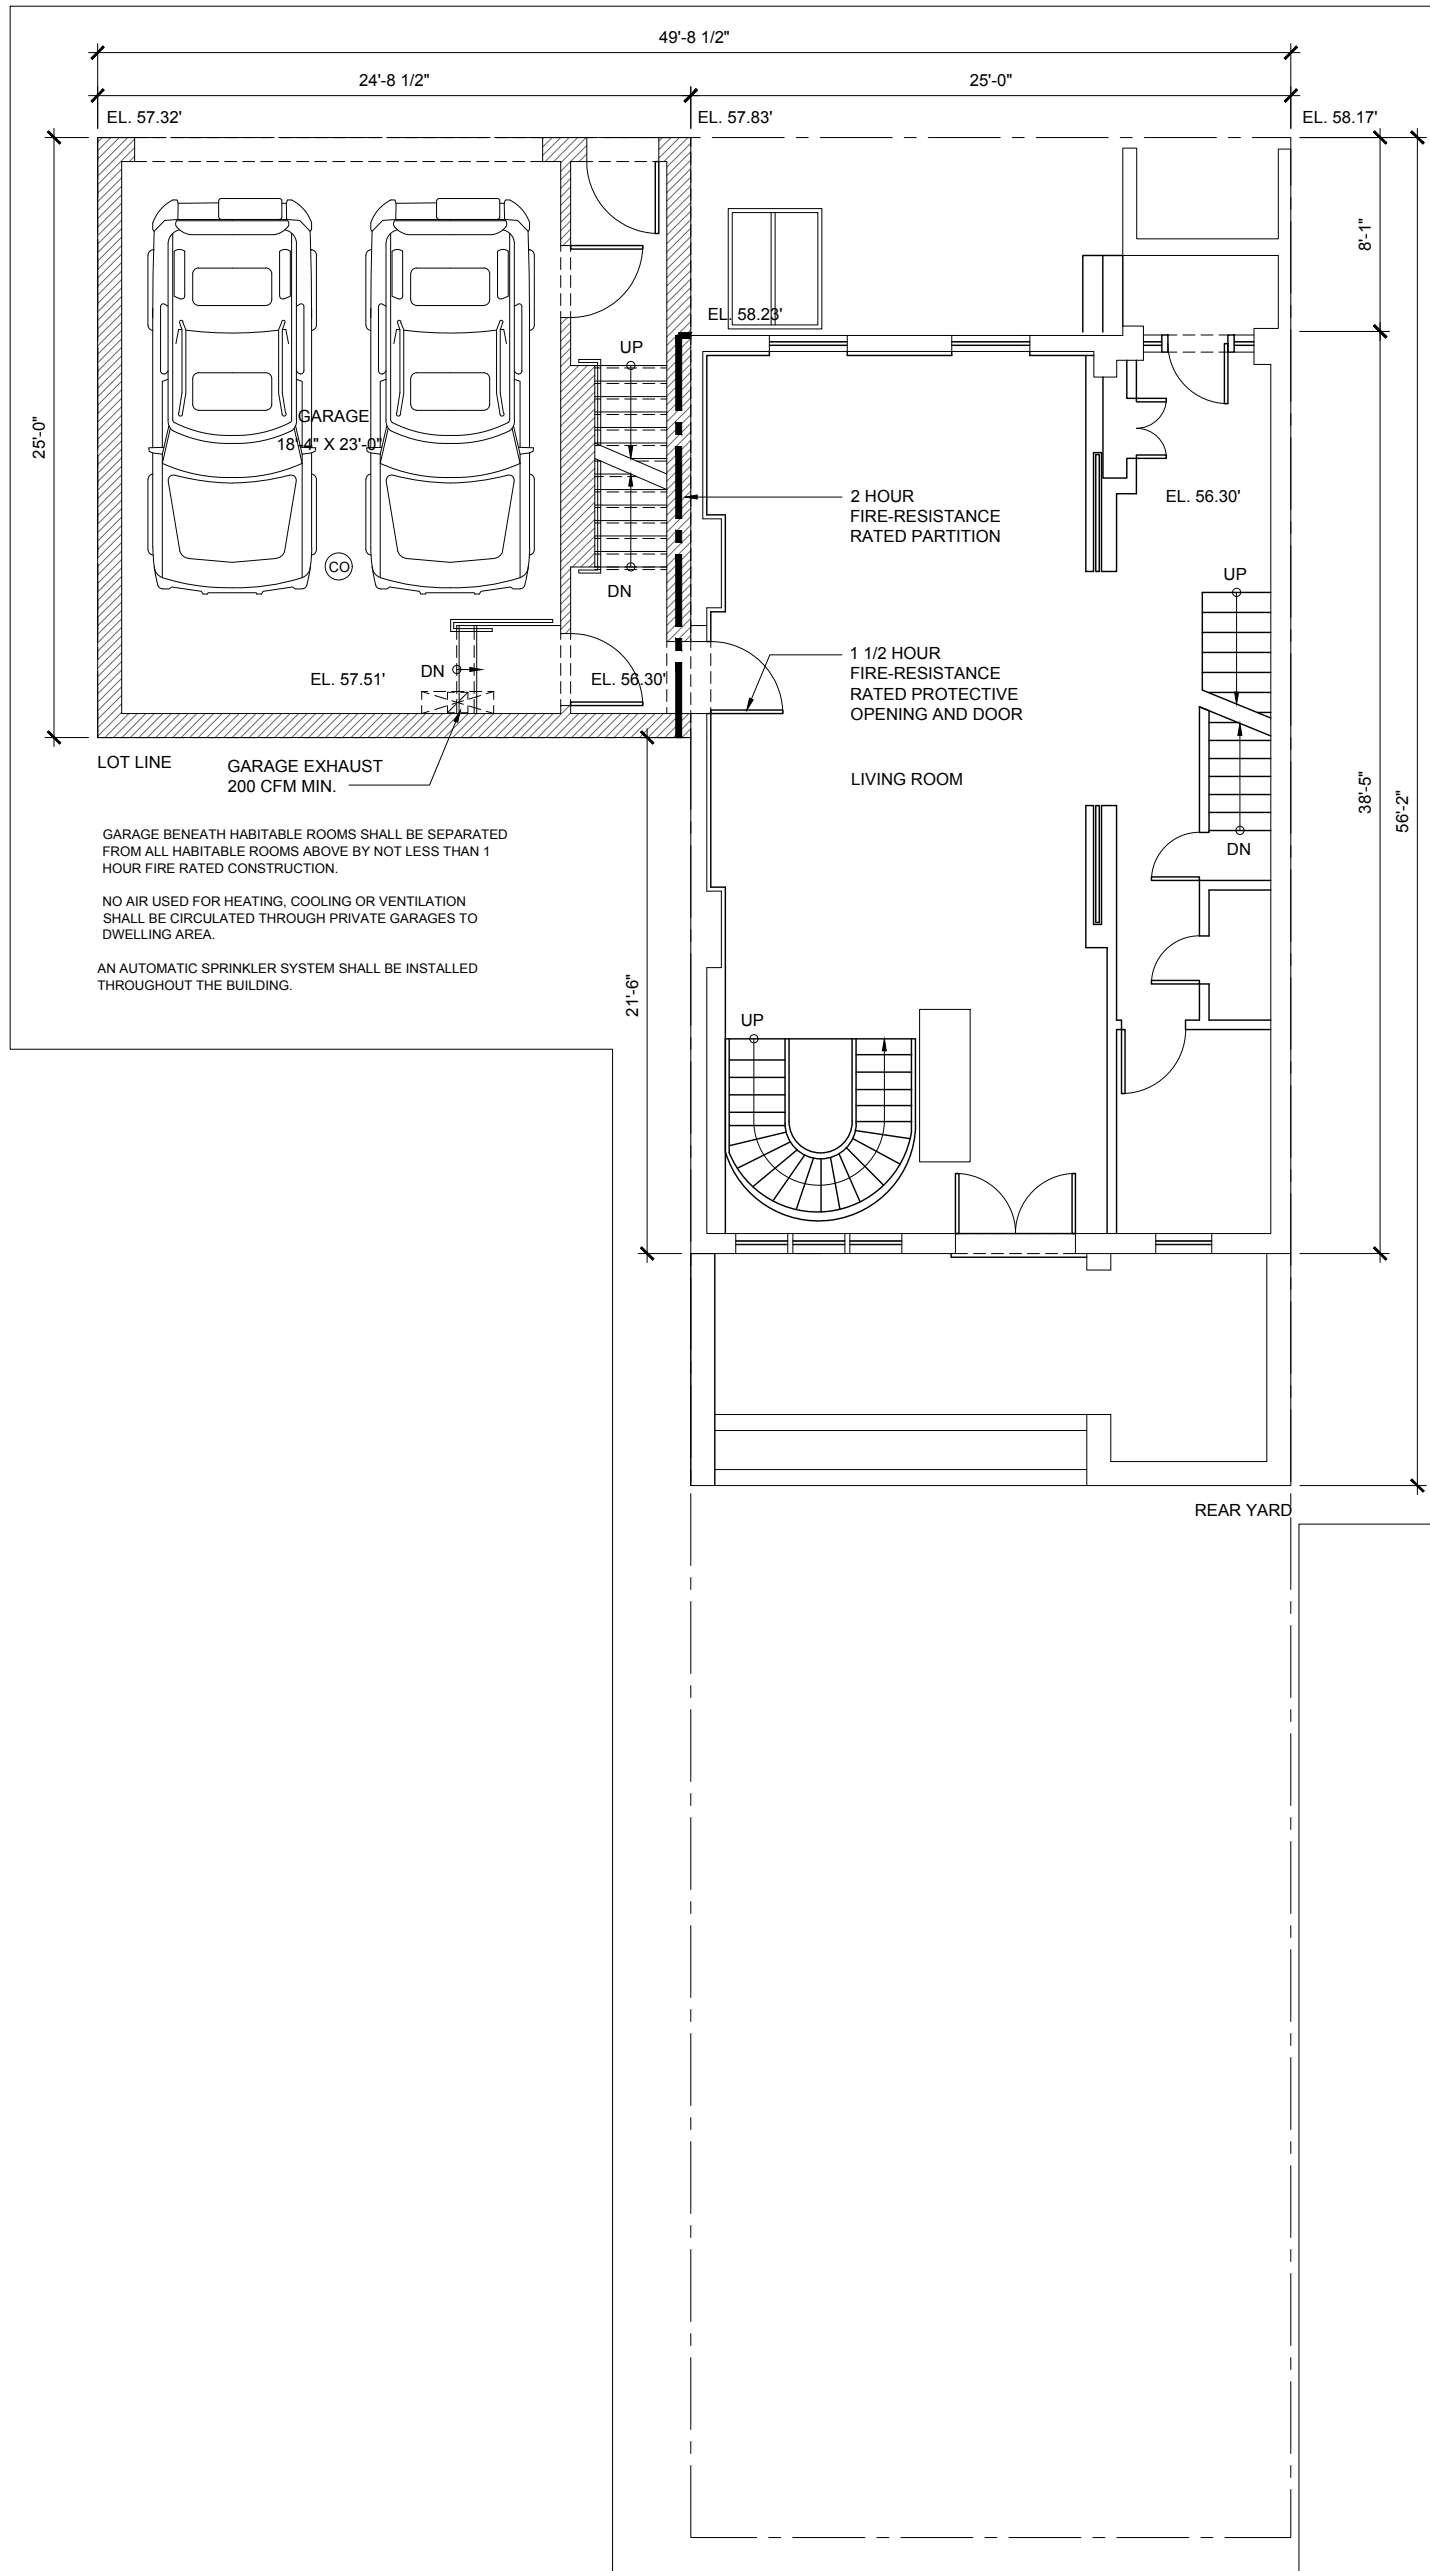 49'-8 1/2"
24'-8 1/2"
25'-0"
EL. 57.32'
EL. 57.83'
EL. 58.17'
8'-1"
EL. 58.23'
UP
GARAGE
18'-4" X 23'-0"
25'-0"
2 HOUR
FIRE-RESISTANCE
RATED PARTITION
EL. 56.30'
CO
DN
UP
1 1/2 HOUR
FIRE-RESISTANCE
RATED PROTECTIVE
OPENING AND DOOR
EL. 57.51'
DN
EL. 56.30'
LOT LINE
GARAGE EXHAUST
200 CFM MIN.
LIVING ROOM
38'-5"
56'-2"
DN
GARAGE BENEATH HABITABLE ROOMS SHALL BE SEPARATED
FROM ALL HABITABLE ROOMS ABOVE BY NOT LESS THAN 1
HOUR FIRE RATED CONSTRUCTION.
NO AIR USED FOR HEATING, COOLING OR VENTILATION
SHALL BE CIRCULATED THROUGH PRIVATE GARAGES TO
DWELLING AREA.
AN AUTOMATIC SPRINKLER SYSTEM SHALL BE INSTALLED
THROUGHOUT THE BUILDING.
21'-6"
UP
REAR YARD